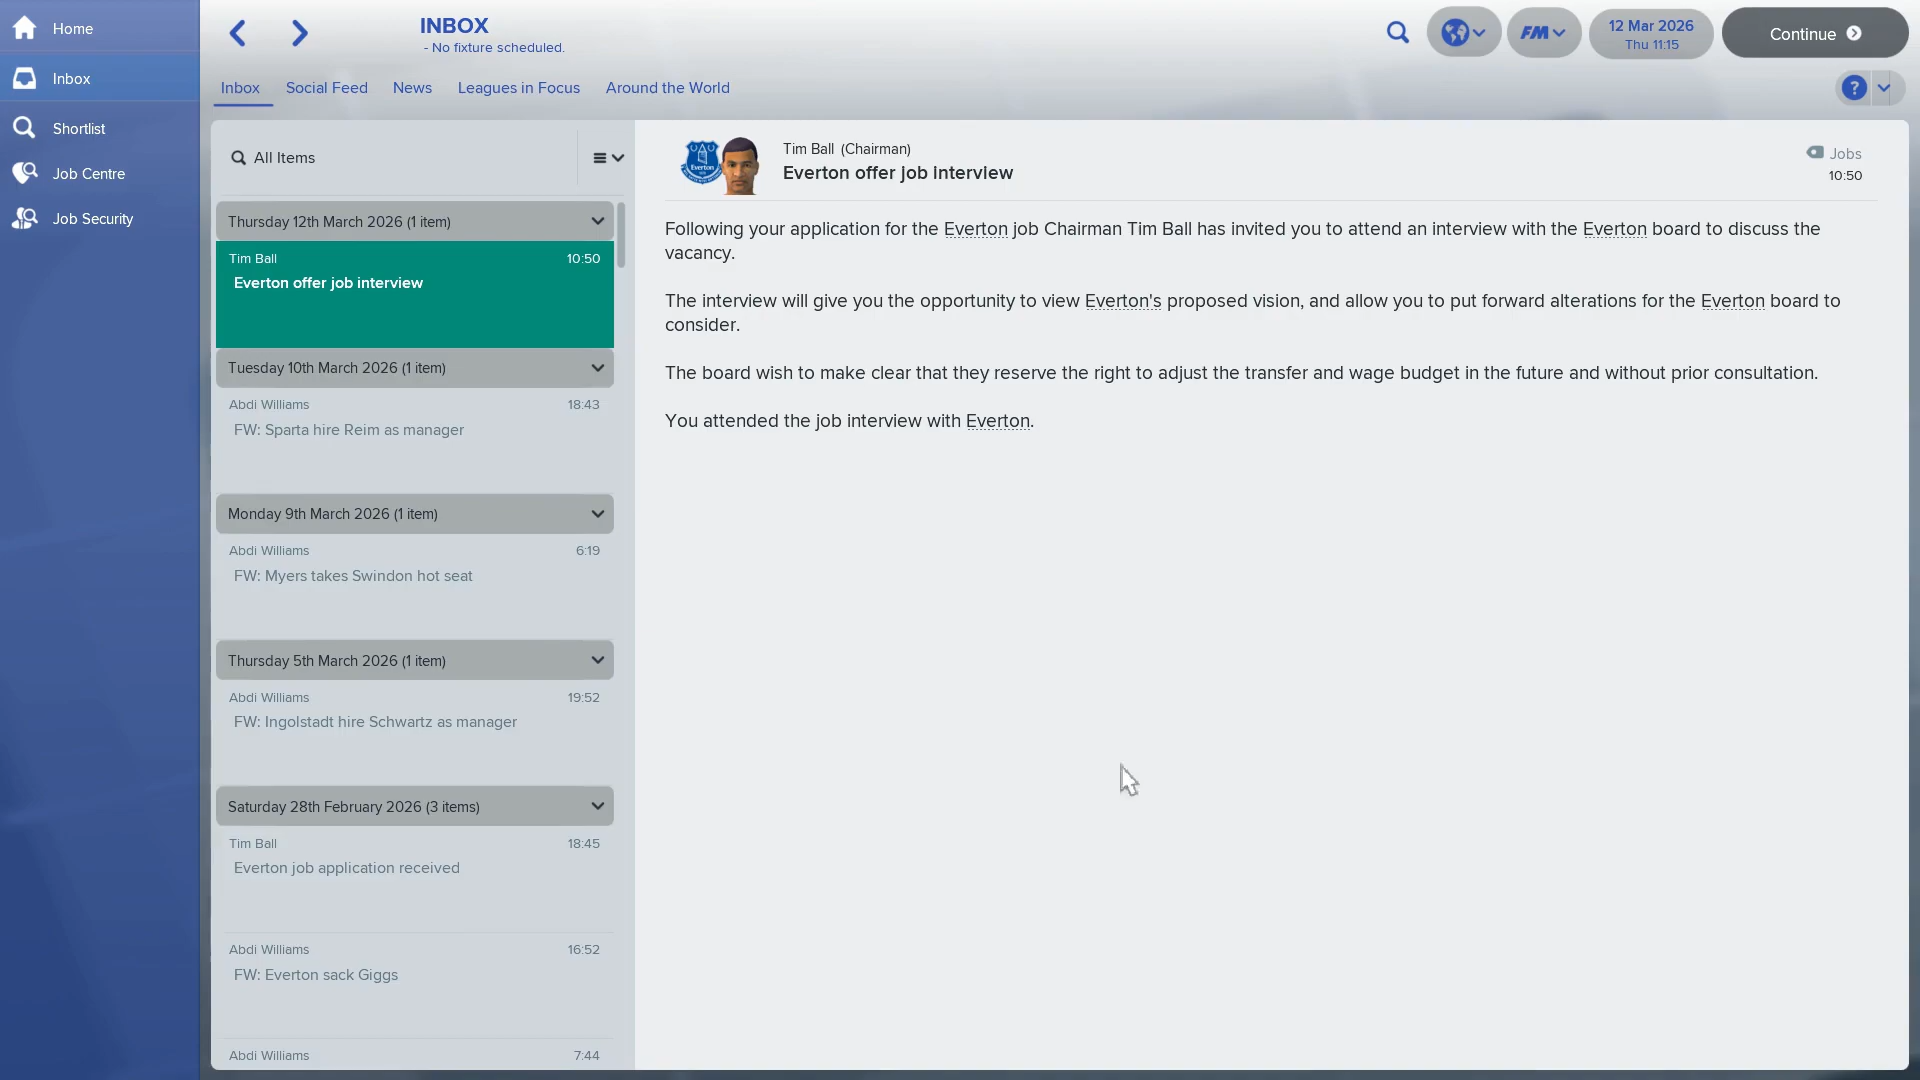 Home
Inbox
Shortlist
Job Centre
Job Security
INBOX
- No fixture scheduled.
FM
12 Mar 2026
Thu 11:15
Continue
Inbox
Social Feed
News
Leagues in Focus
Around the World
?
All Items
Thursday 12th March 2026 (1 item)
Tim Ball 10:50
Everton offer job interview
Tuesday 10th March 2026 (1 item)
Abdi Williams 18:43
FW: Sparta hire Reim as manager
Monday 9th March 2026 (1 item)
Abdi Williams 6:19
FW: Myers takes Swindon hot seat
Thursday 5th March 2026 (1 item)
Abdi Williams 19:52
FW: Ingolstadt hire Schwartz as manager
Saturday 28th February 2026 (3 items)
Tim Ball 18:45
Everton job application received
Abdi Williams 16:52
FW: Everton sack Giggs
Abdi Williams 7:44
Everton
Tim Ball (Chairman)
Everton offer job interview
Jobs
10:50
Following your application for the Everton job Chairman Tim Ball has invited you to attend an interview with the Everton board to discuss the
vacancy.
The interview will give you the opportunity to view Everton's proposed vision, and allow you to put forward alterations for the Everton board to
consider.
The board wish to make clear that they reserve the right to adjust the transfer and wage budget in the future and without prior consultation.
You attended the job interview with Everton.